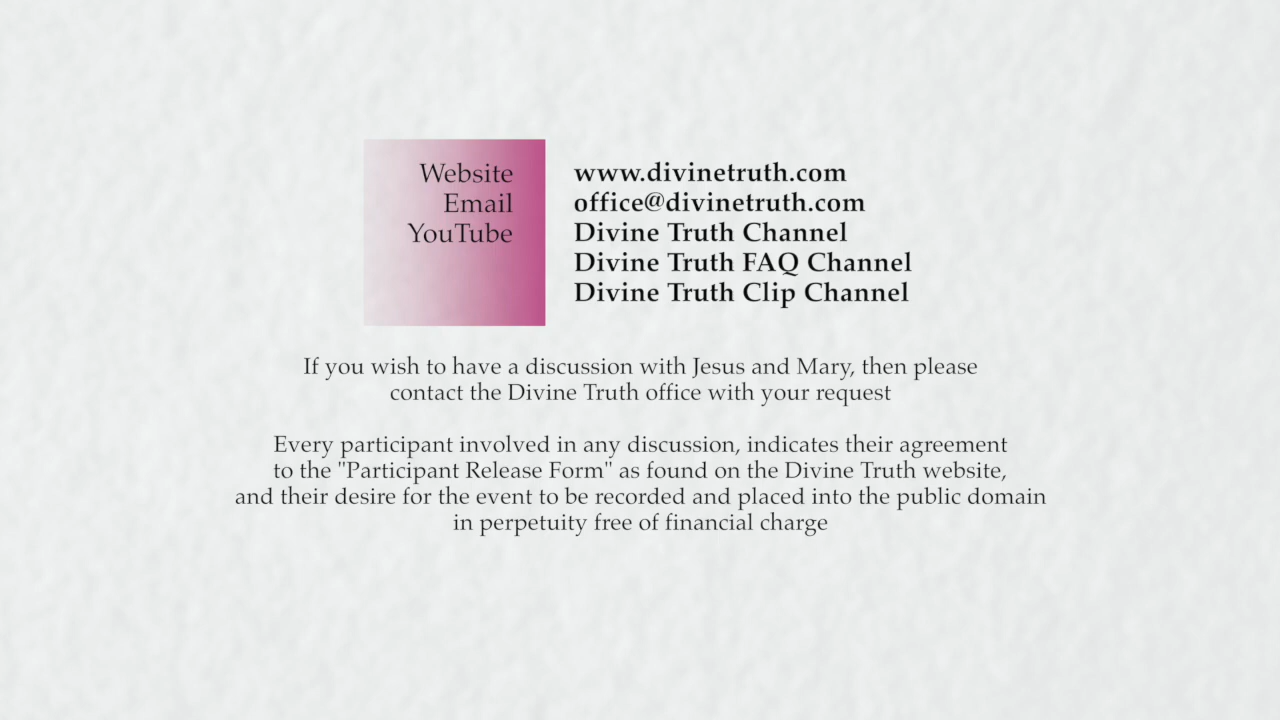 Website www.divinetruth.com
Email office@divinetruth.com
YouTube Divine Truth Channel
Divine Truth FAQ Channel
Divine Truth Clip Channel
If you wish to have a discussion with Jesus and Mary, then please
contact the Divine Truth office with your request
Every participant involved in any discussion, indicates their agreement
to the "Participant Release Form" as found on the Divine Truth website,
and their desire for the event to be recorded and placed into the public domain
in perpetuity free of financial charge